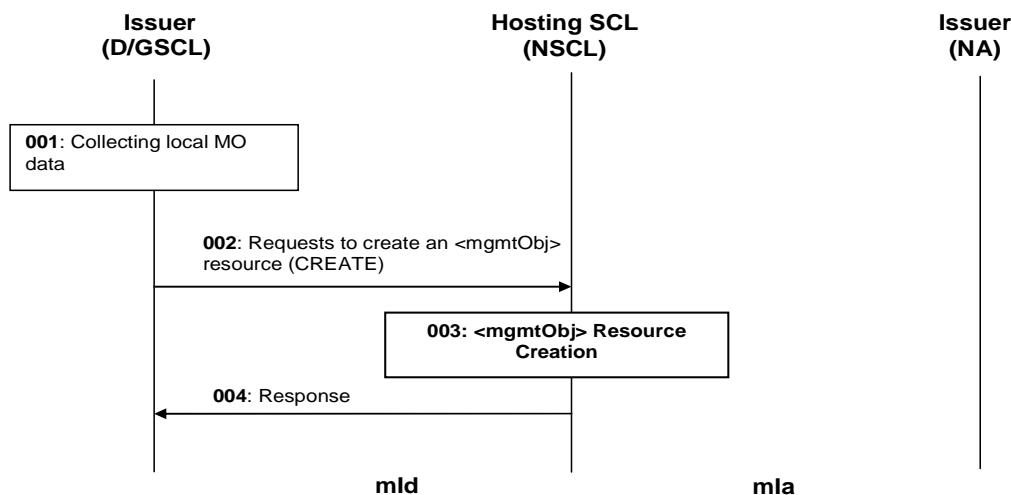 Issuer
(D/GSCL)
Hosting SCL
(NSCL)
Issuer
(NA)
001: Collecting local MO
data
002: Requests to create an <mgmtObj>
resource (CREATE)
003: <mgmtObj> Resource
Creation
004: Response
mId
mIa